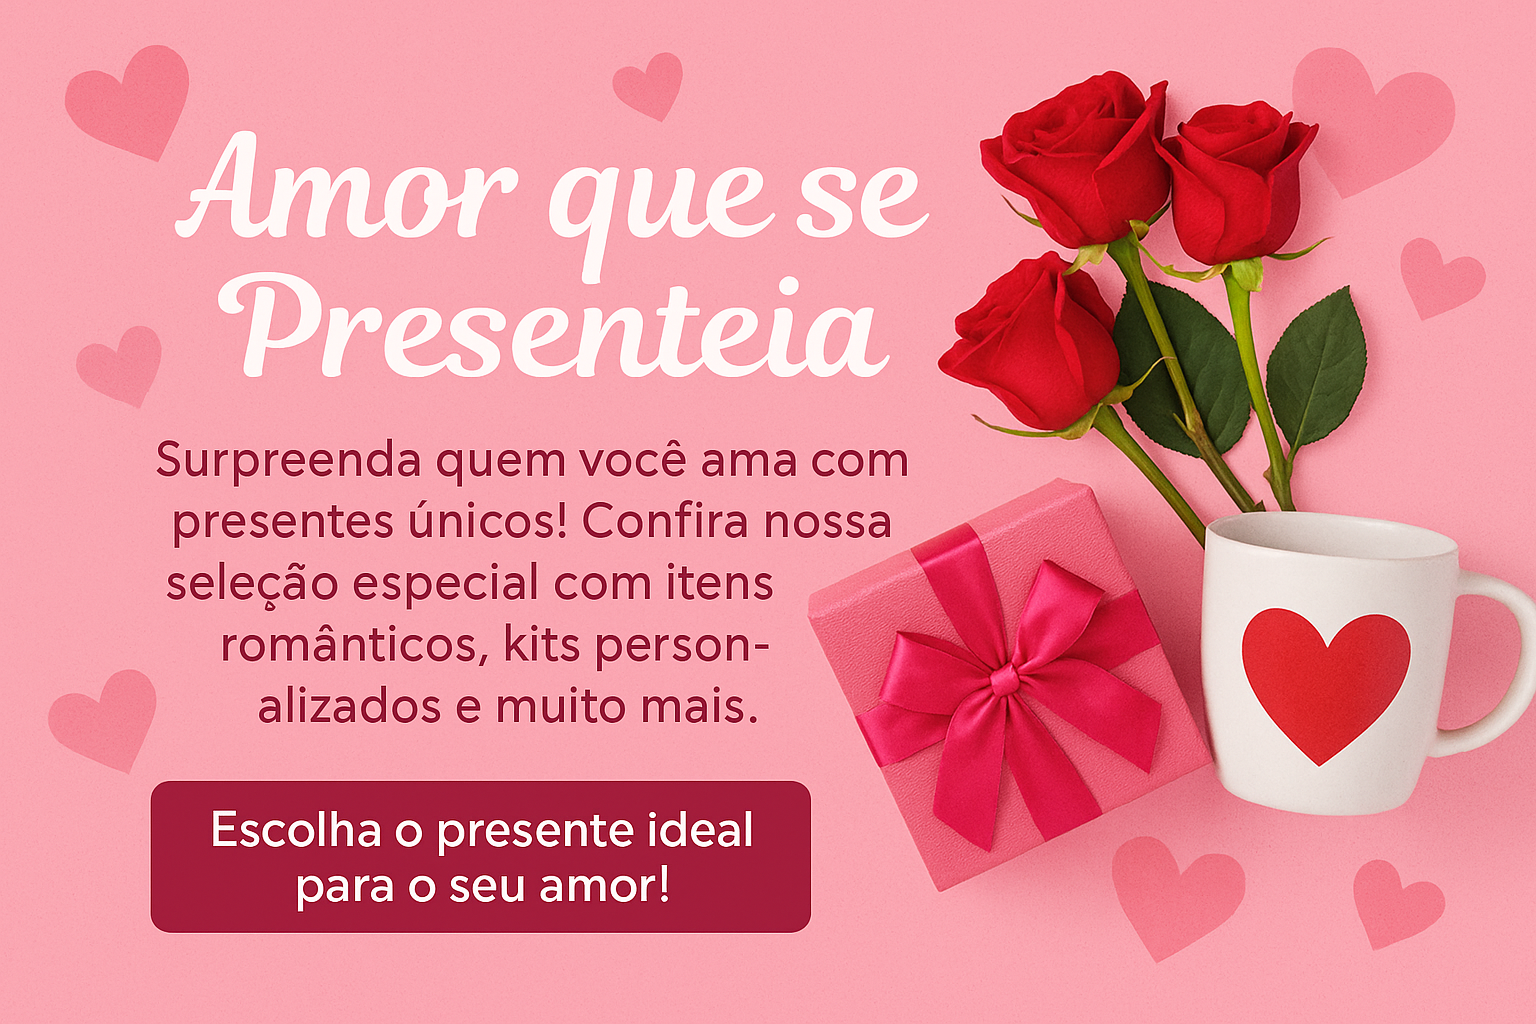 Amor que se
Presenteia
Surpreenda quem você ama com
presentes únicos! Confira nossa
seleção especial com itens
românticos, kits person-
alizados e muito mais.
Escolha o presente ideal
para o seu amor!